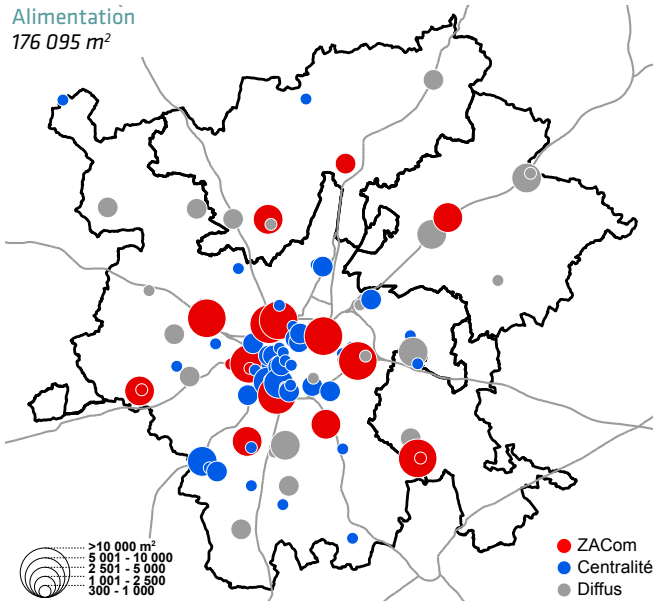 Alimentation
176 095 m²
>10 000 m²
5 001 - 10 000
2 501 - 5 000
1 001 - 2 500
300 - 1 000
ZACom
Centralité
Diffus